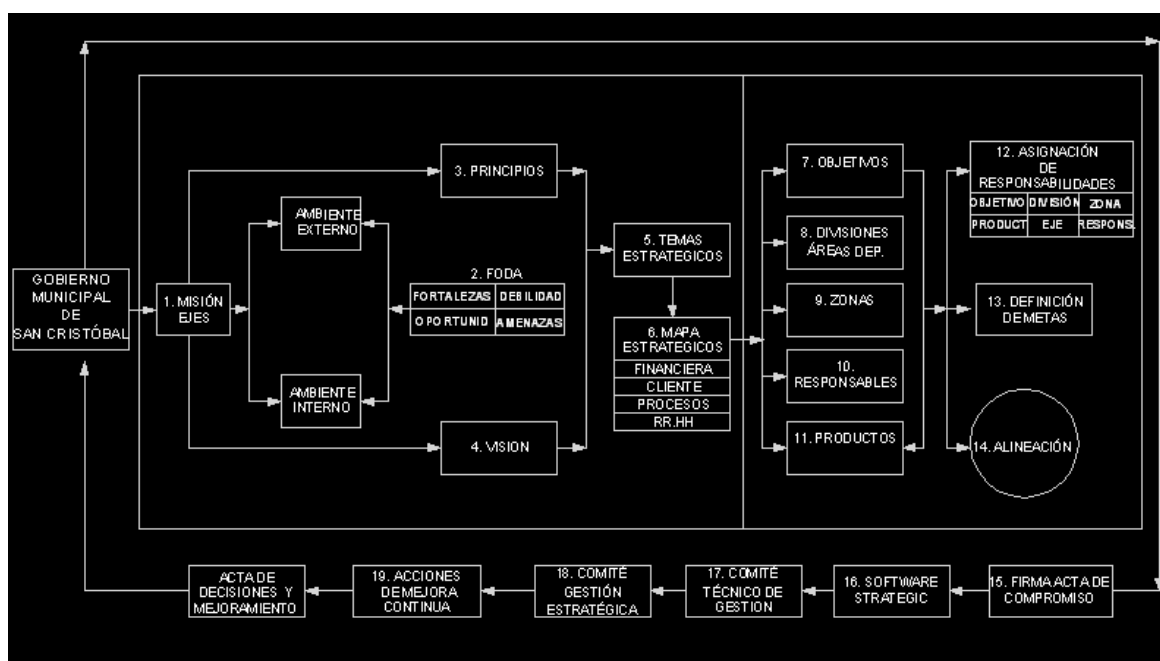 GOBIERNO
MUNICIPAL
DE
SAN CRISTÓBAL
1. MISIÓN
EJES
AMBIENTE
EXTERNO
AMBIENTE
INTERNO
2. FODA
FORTALEZAS DEBILIDAD
OPORTUNID AMENAZAS
3. PRINCIPIOS
4. VISION
5. TEMAS
ESTRATEGICOS
6. MAPA
ESTRATEGICOS
FINANCIERA
CLIENTE
PROCESOS
RR.HH
7. OBJETIVOS
8. DIVISIONES
ÁREAS DEP.
9. ZONAS
10.
RESPONSABLES
11. PRODUCTOS
12. ASIGNACIÓN
DE
RESPONSABILIDADES
OBJETIVO DIVISIÓN ZONA
PRODUCT EJE RESPONS.
13. DEFINICIÓN
DE METAS
14. ALINEACIÓN
15. FIRMA ACTA DE
COMPROMISO
16. SOFTWARE
STRATEGIC
17. COMITÉ
TÉCNICO DE
GESTION
18. COMITÉ
GESTIÓN
ESTRATÉGICA
19. ACCIONES
DE MEJORA
CONTINUA
ACTA DE
DECISIONES Y
MEJORAMIENTO